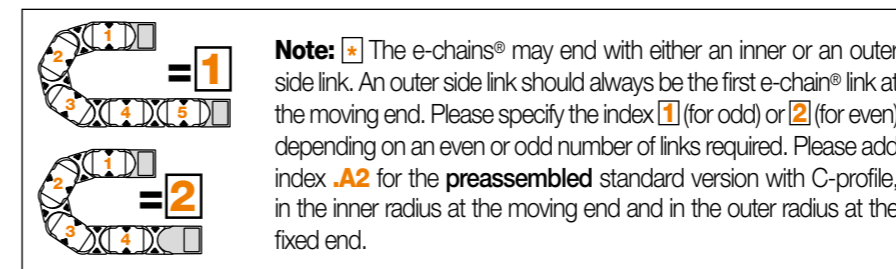 1
2
3 4 5
=1
1
2
3 4
=2
Note: * The e-chains® may end with either an inner or an outer
side link. An outer side link should always be the first e-chain® link at
the moving end. Please specify the index 1 (for odd) or 2 (for even)
depending on an even or odd number of links required. Please add
index .A2 for the preassembled standard version with C-profile,
in the inner radius at the moving end and in the outer radius at the
fixed end.